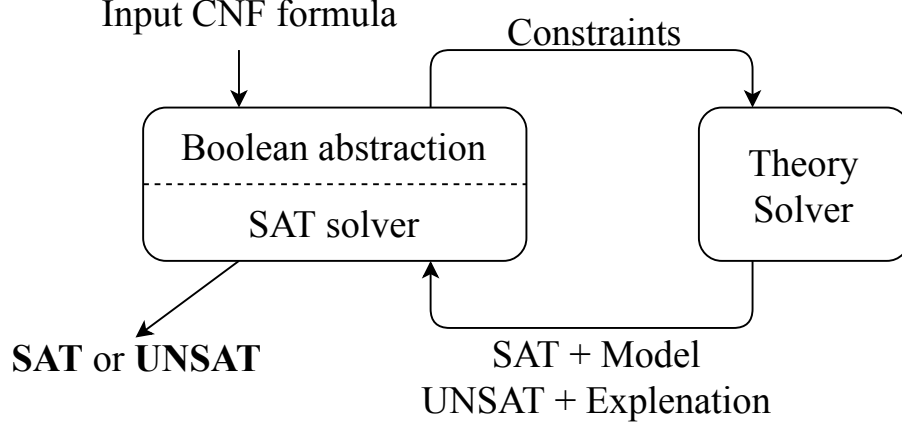 Input CNF formula
Constraints
Boolean abstraction
SAT solver
Theory
Solver
SAT or UNSAT
SAT + Model
UNSAT + Explenation